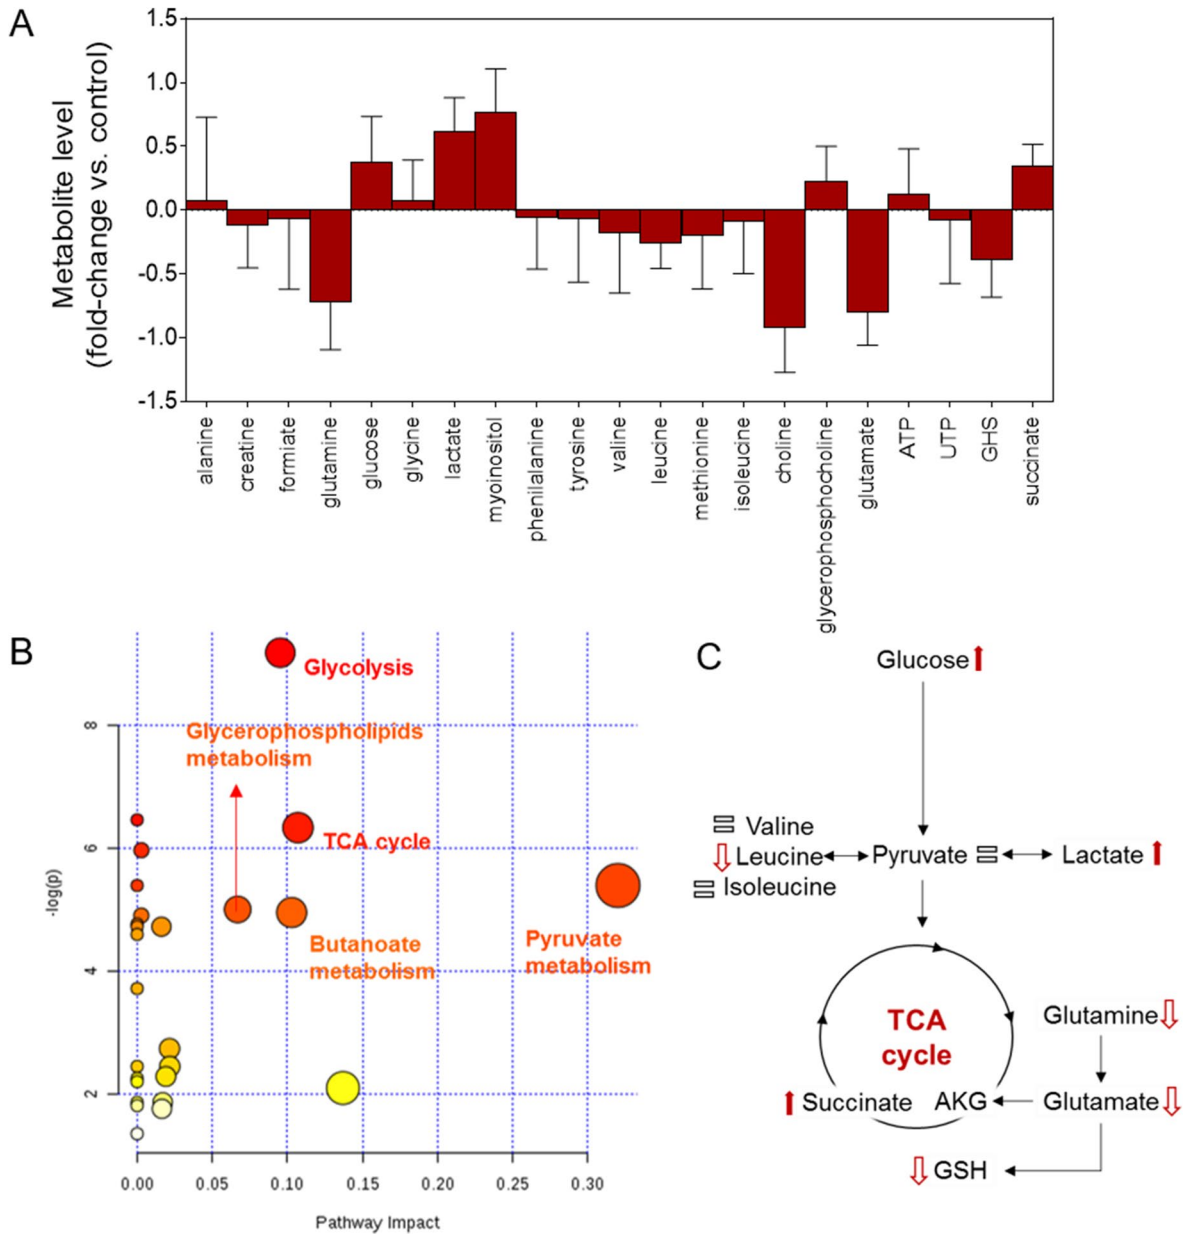 A
Metabolite level
(fold-change vs. control)
1.5
1.0
0.5
0.0
-0.5
-1.0
-1.5
alanine
creatine
formiate
glutamine
glucose
glycine
lactate
myoinositol
phenilalanine
tyrosine
valine
leucine
methionine
isoleucine
choline
glycerophosphocholine
glutamate
ATP
UTP
GHS
succinate
B
-log(p)
8
6
4
2
Glycolysis
Glycerophospholipids
metabolism
TCA cycle
Butanoate
metabolism
Pyruvate
metabolism
0.00
0.05
0.10
0.15
0.20
0.25
0.30
Pathway Impact
C
Glucose
Valine
Leucine
Pyruvate
Lactate
Isoleucine
TCA
cycle
Glutamine
Succinate
AKG
Glutamate
GSH